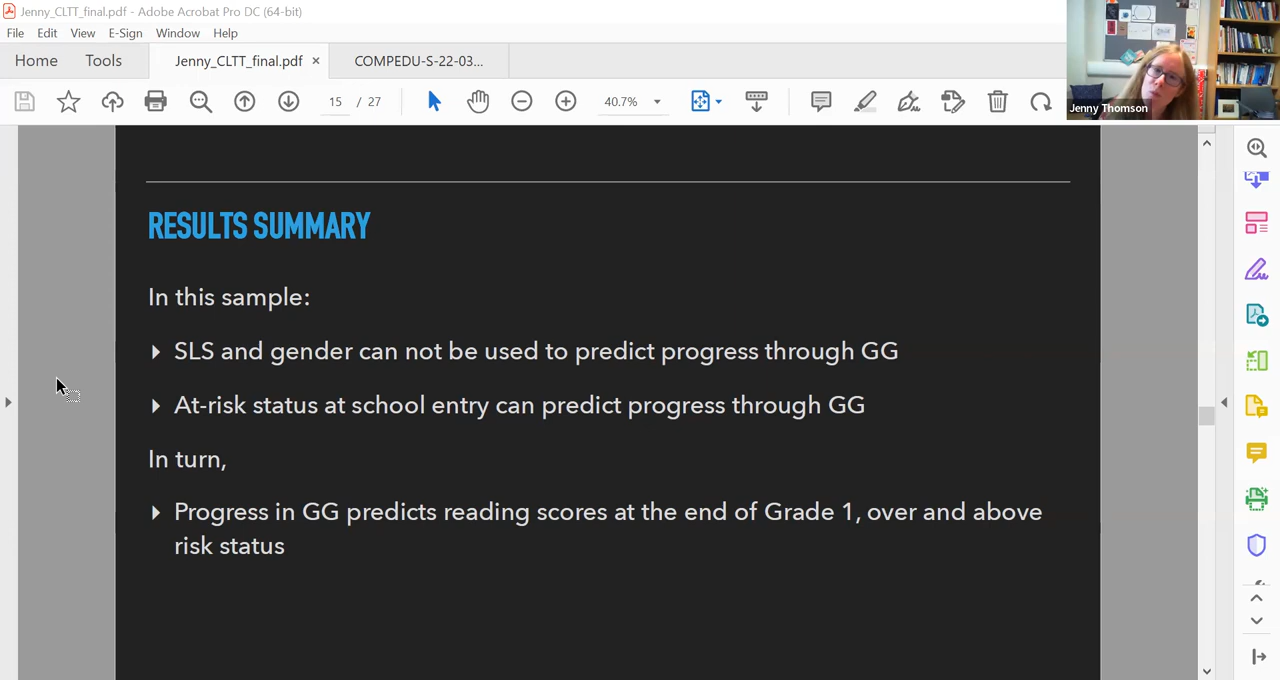 Jenny_CLTT_final.pdf - Adobe Acrobat Pro DC (64-bit)
File Edit View E-Sign Window Help
Home Tools Jenny_CLTT_final.pdf × COMPEDU-S-22-03...
15 / 27 40.7%
Jenny Thomson
RESULTS SUMMARY
In this sample:
SLS and gender can not be used to predict progress through GG
At-risk status at school entry can predict progress through GG
In turn,
Progress in GG predicts reading scores at the end of Grade 1, over and above
risk status